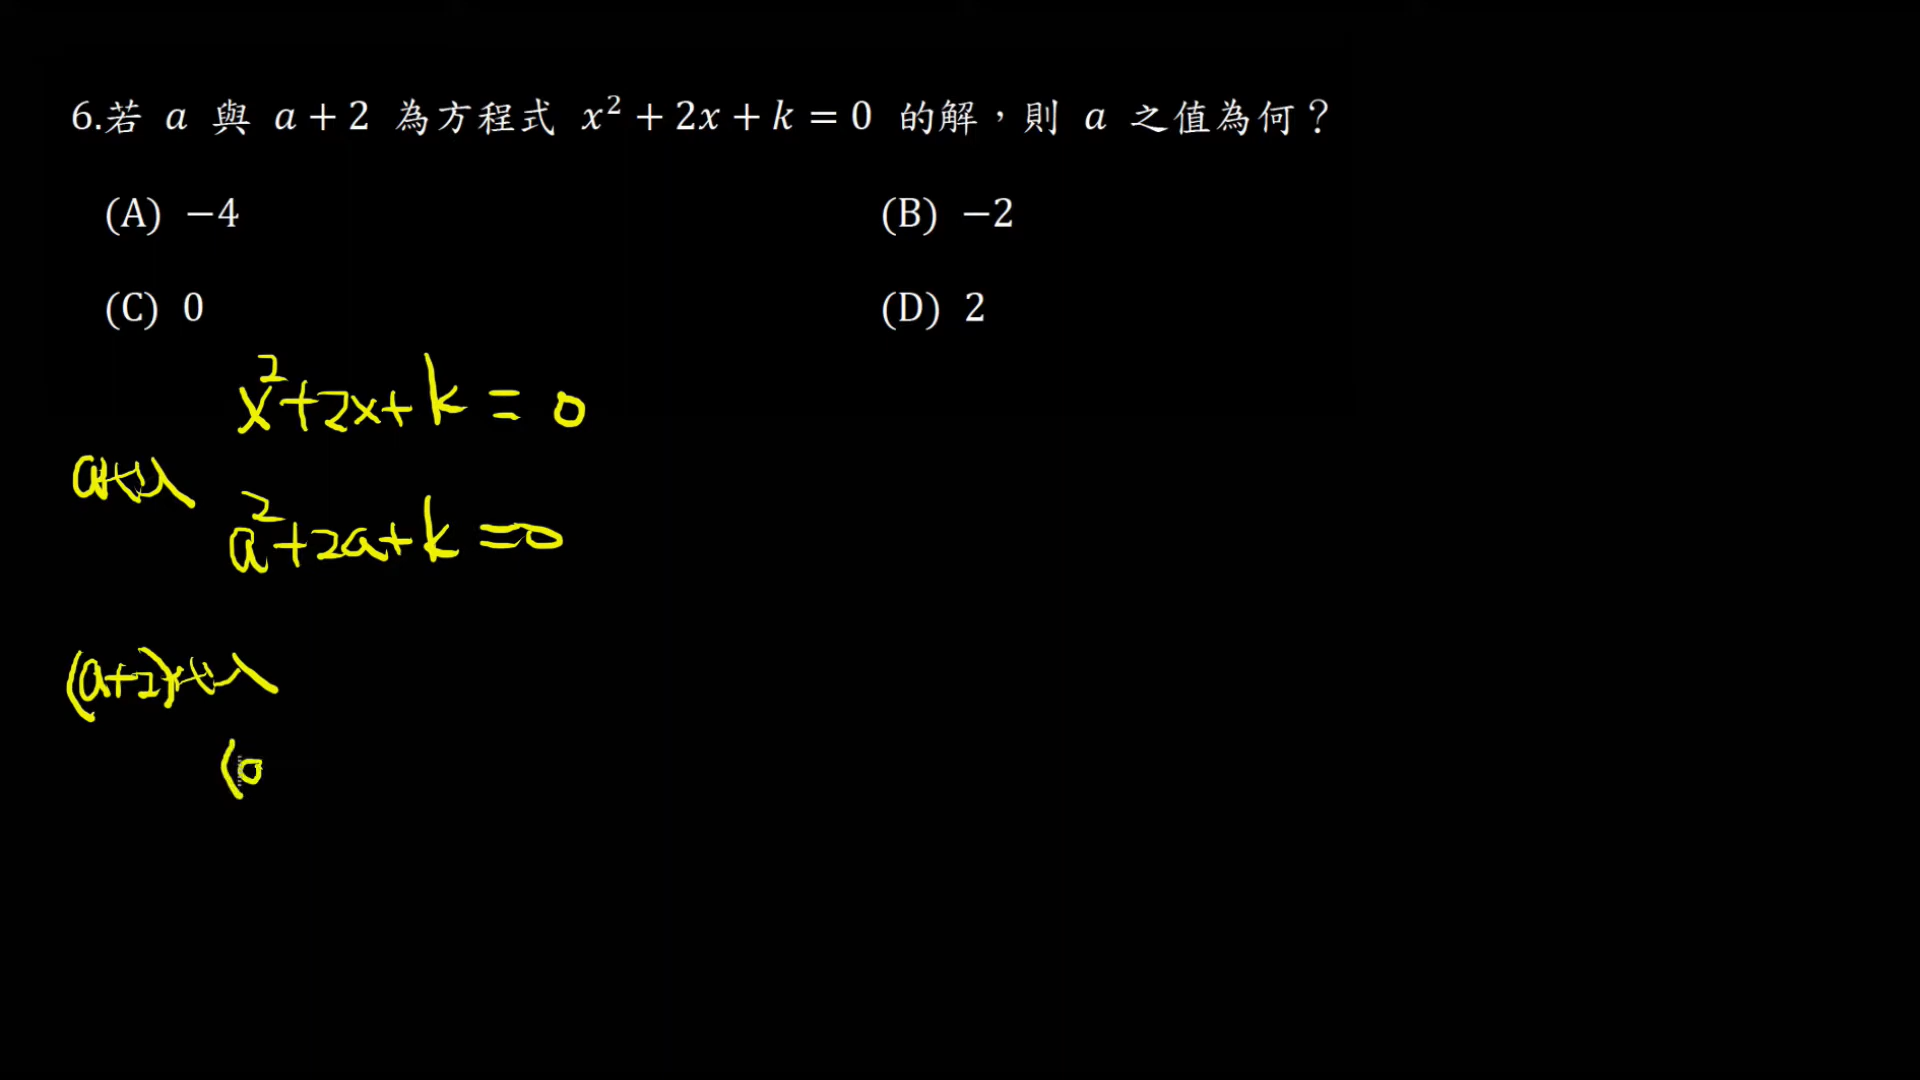 6.若 a 與 a + 2 為方程式 x² + 2x + k = 0 的解，則 a 之值為何？
(A) −4 (B) −2
(C) 0 (D) 2
x²+2x+k = 0
a代入
a²+2a+k=0
(a+2)代入
(a